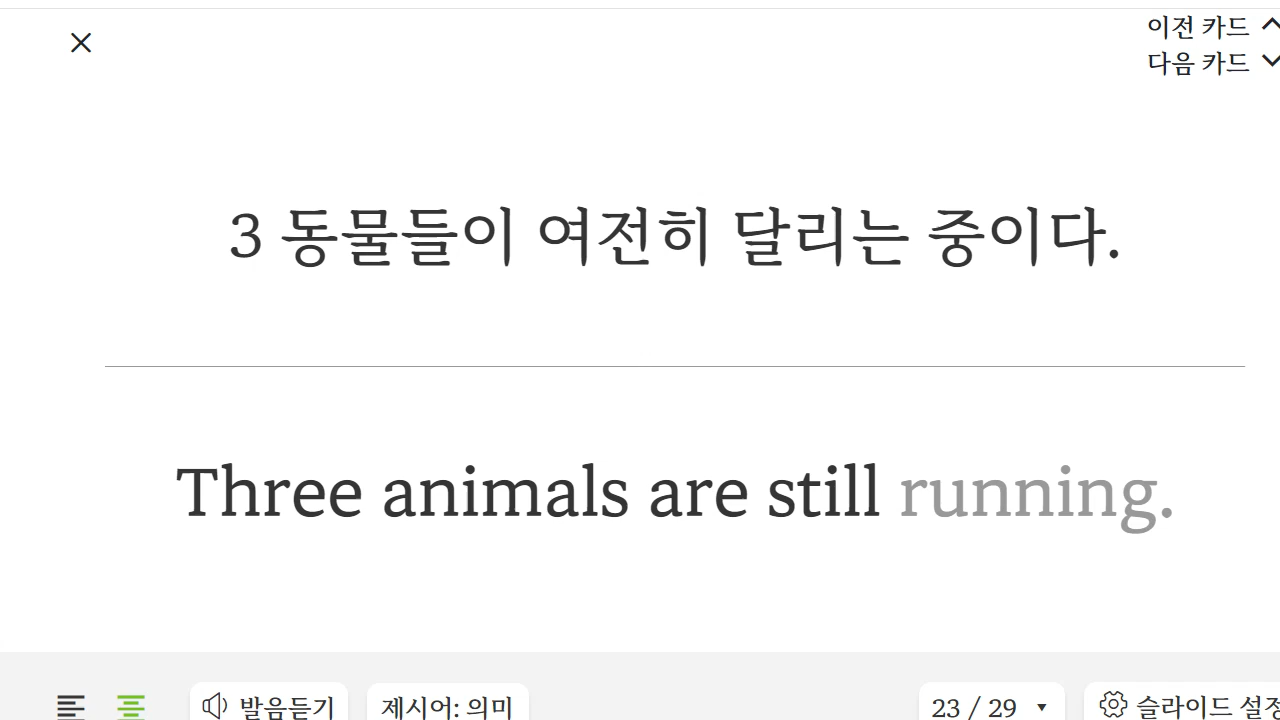 이전 카드
다음 카드
3 동물들이 여전히 달리는 중이다.
Three animals are still running.
발음듣기 제시어: 의미 23 / 29 슬라이드 설정